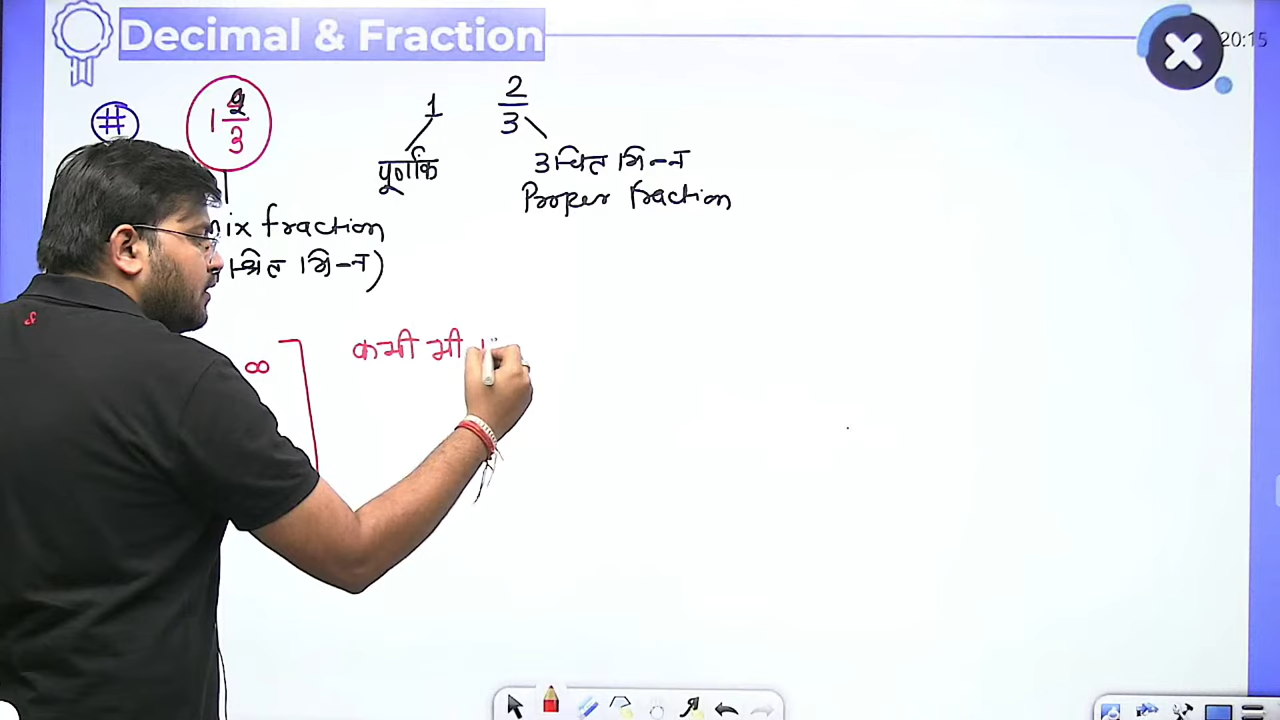 Decimal & Fraction
20:15
# 1 2/3
1 2/3
पूर्णांक
उचित भिन्न
Proper fraction
mix fraction
श्रित भिन्न)
∞
कभी भी